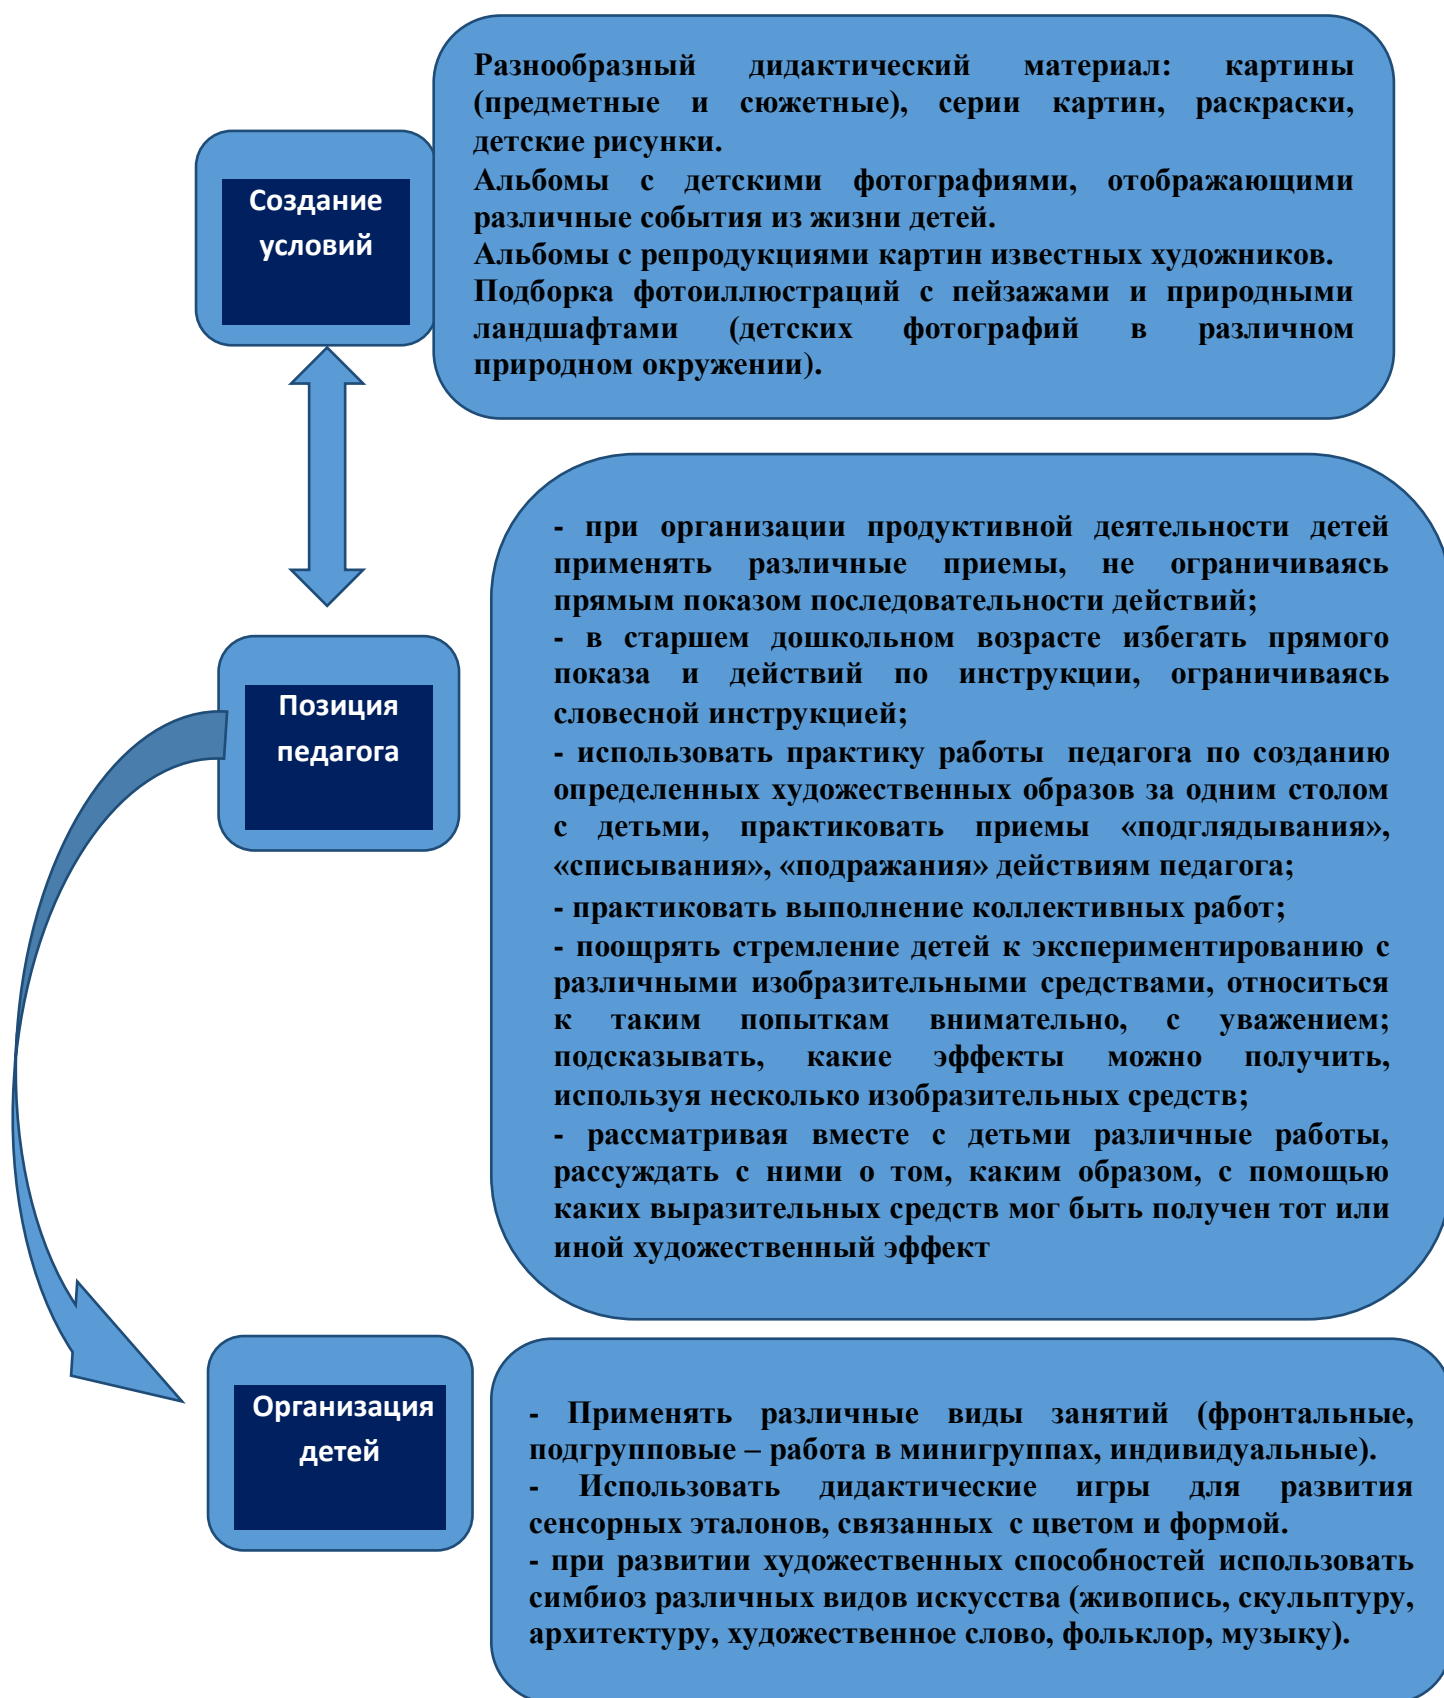 Разнообразный дидактический материал: картины
(предметные и сюжетные), серии картин, раскраски,
детские рисунки.
Альбомы с детскими фотографиями, отображающими
различные события из жизни детей.
Альбомы с репродукциями картин известных художников.
Подборка фотоиллюстраций с пейзажами и природными
ландшафтами (детских фотографий в различном
природном окружении).
Создание
условий
- при организации продуктивной деятельности детей
применять различные приемы, не ограничиваясь
прямым показом последовательности действий;
- в старшем дошкольном возрасте избегать прямого
показа и действий по инструкции, ограничиваясь
словесной инструкцией;
- использовать практику работы педагога по созданию
определенных художественных образов за одним столом
с детьми, практиковать приемы «подглядывания»,
«списывания», «подражания» действиям педагога;
- практиковать выполнение коллективных работ;
- поощрять стремление детей к экспериментированию с
различными изобразительными средствами, относиться
к таким попыткам внимательно, с уважением;
подсказывать, какие эффекты можно получить,
используя несколько изобразительных средств;
- рассматривая вместе с детьми различные работы,
рассуждать с ними о том, каким образом, с помощью
каких выразительных средств мог быть получен тот или
иной художественный эффект
Позиция
педагога
Организация
детей
- Применять различные виды занятий (фронтальные,
подгрупповые – работа в минигруппах, индивидуальные).
- Использовать дидактические игры для развития
сенсорных эталонов, связанных с цветом и формой.
- при развитии художественных способностей использовать
симбиоз различных видов искусства (живопись, скульптуру,
архитектуру, художественное слово, фольклор, музыку).